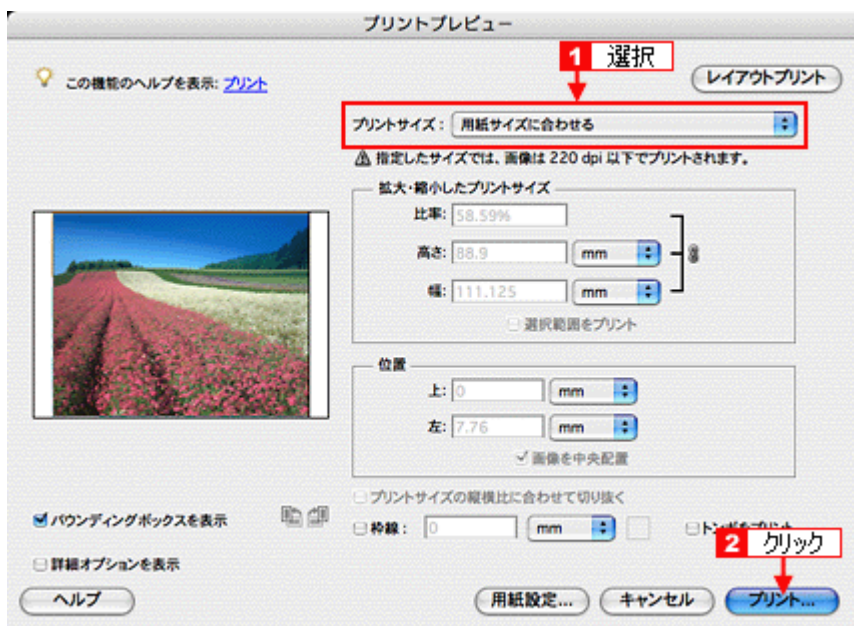 プリントプレビュー
1 選択
この機能のヘルプを表示: プリント
レイアウトプリント
プリントサイズ： 用紙サイズに合わせる
指定したサイズでは、画像は 220 dpi 以下でプリントされます。
拡大・縮小したプリントサイズ
比率: 58.59%
高さ: 88.9 mm
幅: 111.125 mm
選択範囲をプリント
位置
上: 0 mm
左: 7.76 mm
画像を中央配置
プリントサイズの縦横比に合わせて切り抜く
バウンディングボックスを表示
枠線： 0 mm
トンボをプリント
2 クリック
詳細オプションを表示
ヘルプ
用紙設定...
キャンセル
プリント...